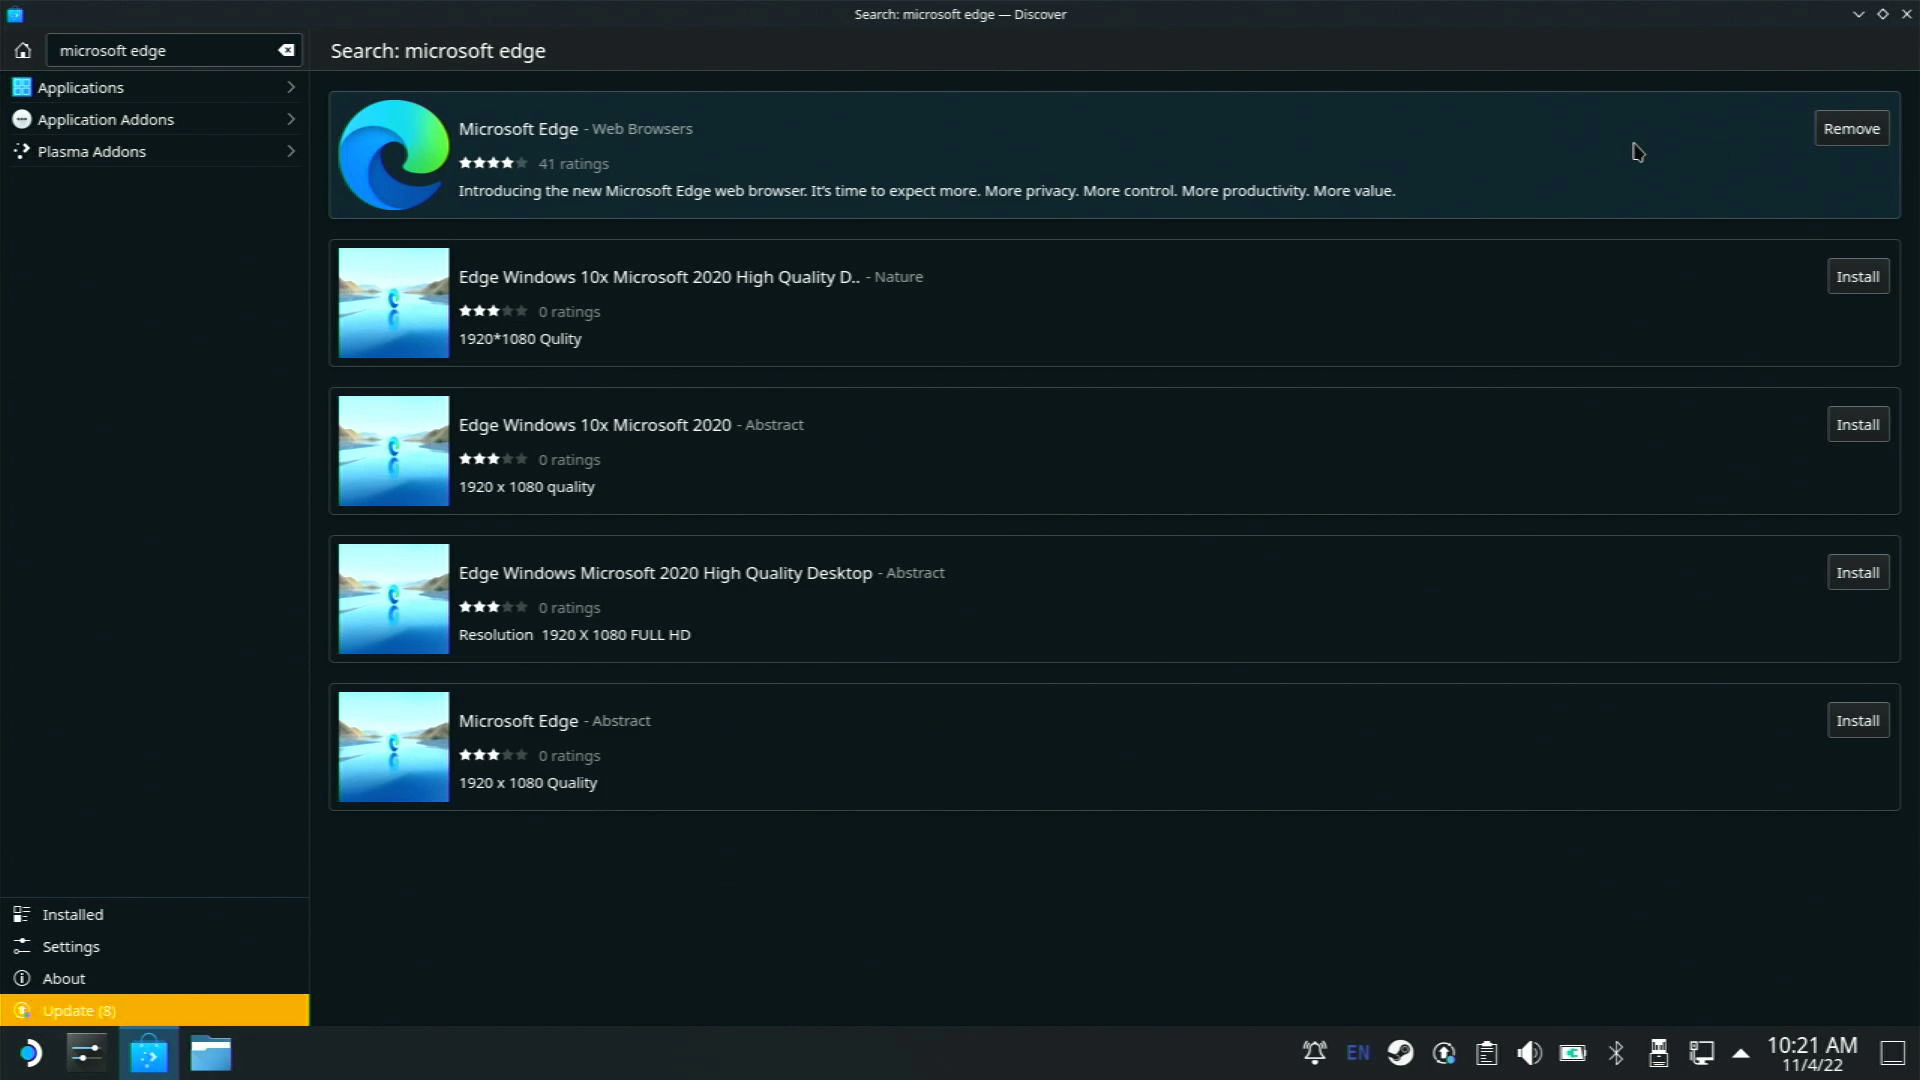 Search: microsoft edge — Discover
microsoft edge
Search: microsoft edge
Applications
Application Addons
Plasma Addons
Microsoft Edge - Web Browsers
41 ratings
Introducing the new Microsoft Edge web browser. It's time to expect more. More privacy. More control. More productivity. More value.
Remove
Edge Windows 10x Microsoft 2020 High Quality D.. - Nature
0 ratings
1920*1080 Qulity
Install
Edge Windows 10x Microsoft 2020 - Abstract
0 ratings
1920 x 1080 quality
Install
Edge Windows Microsoft 2020 High Quality Desktop - Abstract
0 ratings
Resolution  1920 X 1080 FULL HD
Install
Microsoft Edge - Abstract
0 ratings
1920 x 1080 Quality
Install
Installed
Settings
About
Update (8)
EN
10:21 AM
11/4/22